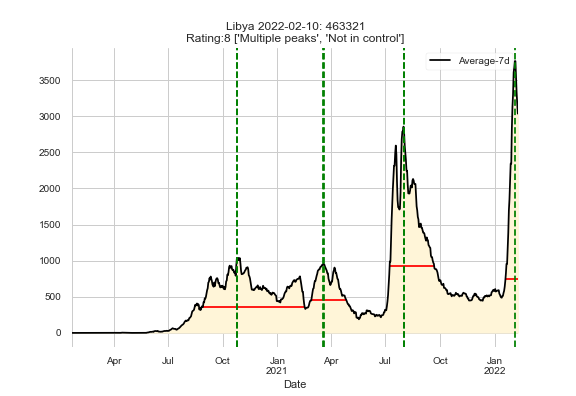 Libya 2022-02-10: 463321
Rating:8 ['Multiple peaks', 'Not in control']
Average-7d
3500
3000
2500
2000
1500
1000
500
0
Apr Jul Oct Jan Apr Jul Oct Jan
2021 2022
Date